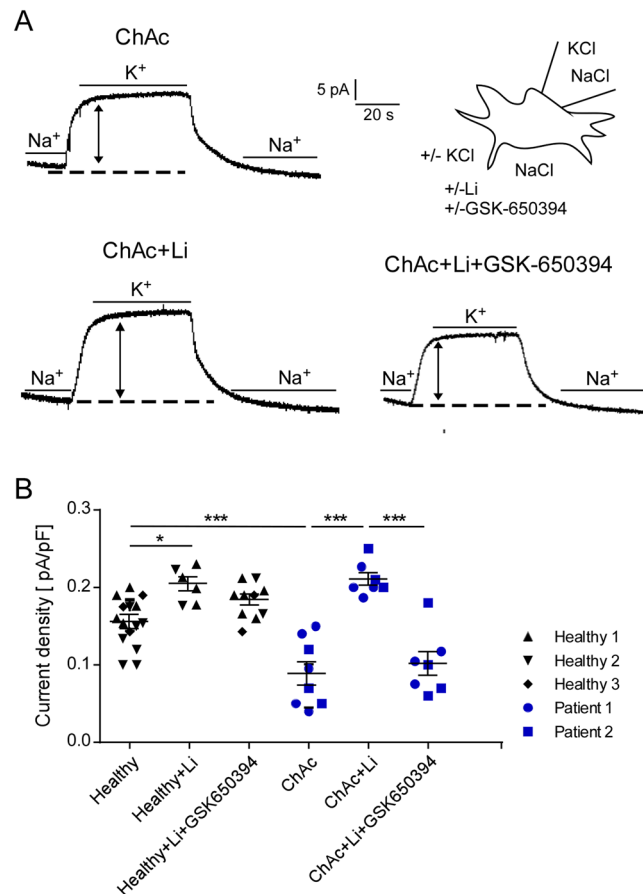 A
ChAc
K+
Na+
Na+
5 pA
20 s
KCl
NaCl
+/- KCl
NaCl
+/-Li
+/-GSK-650394
ChAc+Li
K+
Na+
Na+
ChAc+Li+GSK-650394
K+
Na+
Na+
B
Current density [ pA/pF]
0.3
0.2
0.1
0.0
***
*
***
***
Healthy
Healthy+Li
Healthy+Li+GSK650394
ChAc
ChAc+Li
ChAc+Li+GSK650394
Healthy 1
Healthy 2
Healthy 3
Patient 1
Patient 2